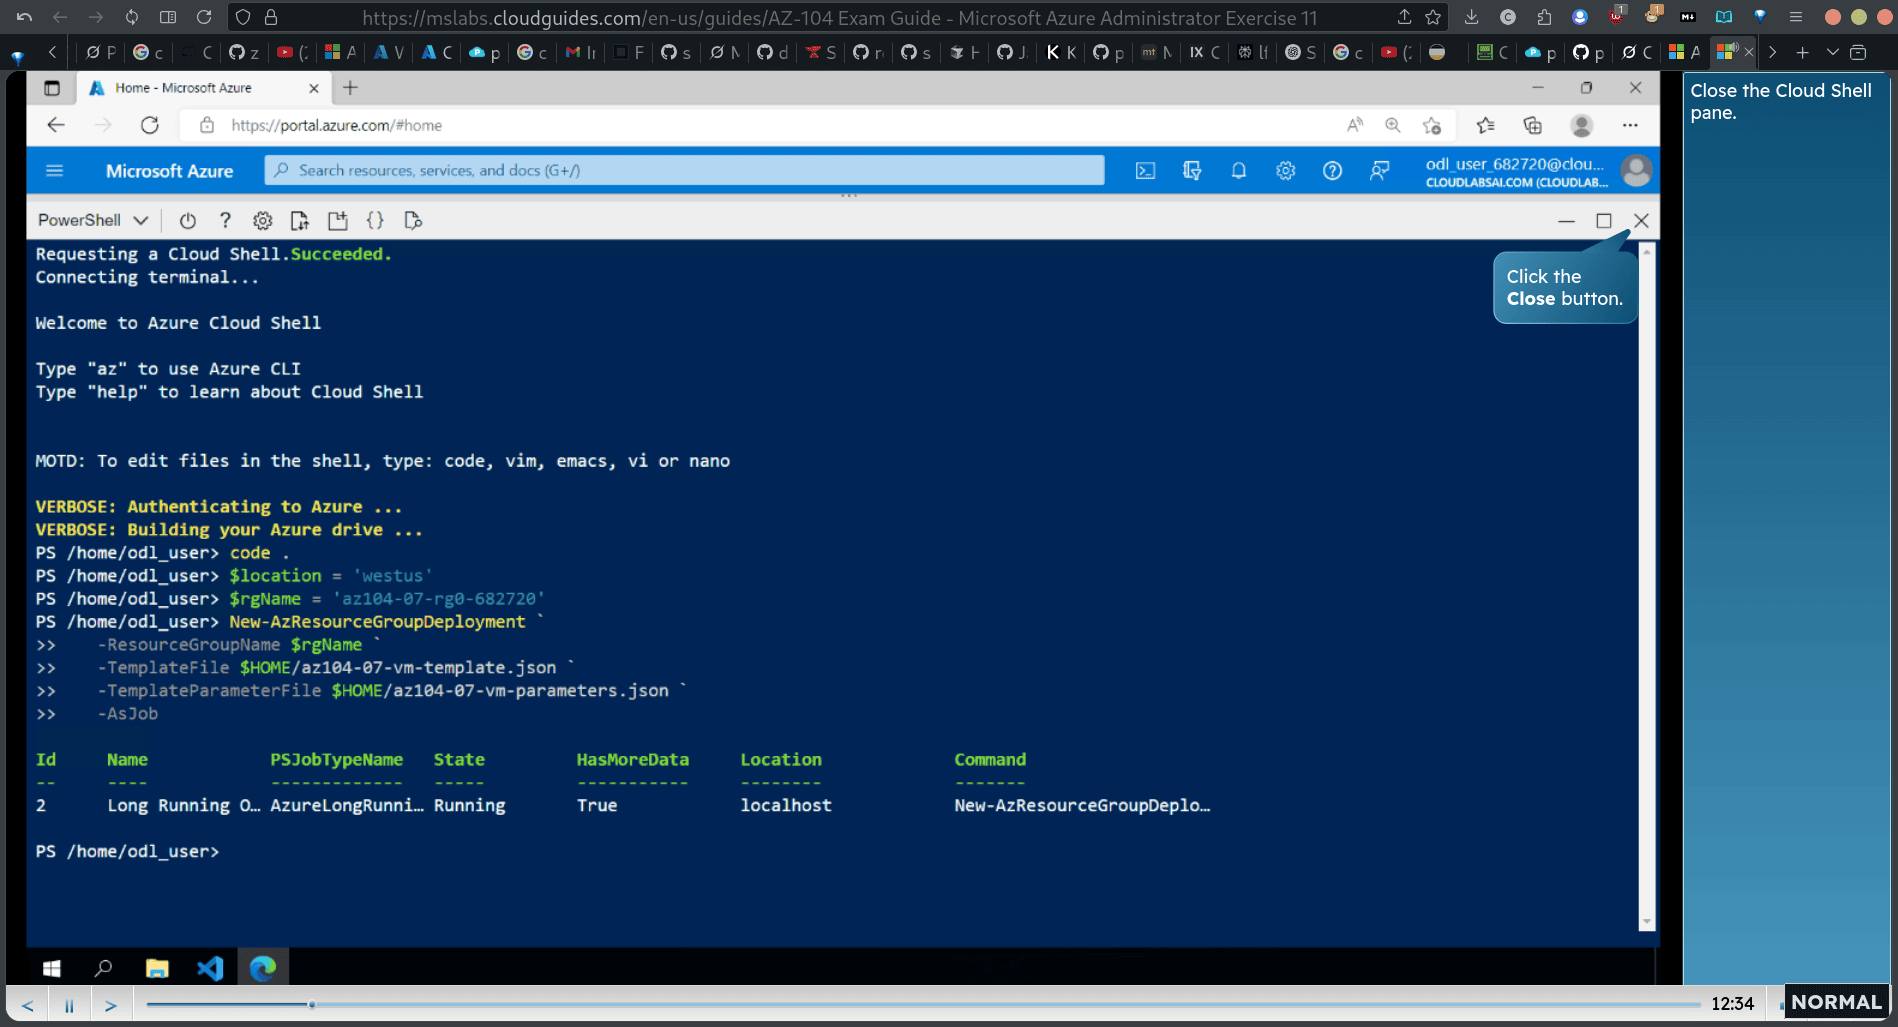 https://mslabs.cloudguides.com/en-us/guides/AZ-104 Exam Guide - Microsoft Azure Administrator Exercise 11
Home - Microsoft Azure
https://portal.azure.com/#home
Microsoft Azure
Search resources, services, and docs (G+/)
odl_user_682720@clou...
CLOUDLABSAI.COM (CLOUDLAB...
PowerShell
Requesting a Cloud Shell.Succeeded.
Connecting terminal...
Welcome to Azure Cloud Shell
Type "az" to use Azure CLI
Type "help" to learn about Cloud Shell
MOTD: To edit files in the shell, type: code, vim, emacs, vi or nano
VERBOSE: Authenticating to Azure ...
VERBOSE: Building your Azure drive ...
PS /home/odl_user> code .
PS /home/odl_user> $location = 'westus'
PS /home/odl_user> $rgName = 'az104-07-rg0-682720'
PS /home/odl_user> New-AzResourceGroupDeployment `
>> -ResourceGroupName $rgName `
>> -TemplateFile $HOME/az104-07-vm-template.json `
>> -TemplateParameterFile $HOME/az104-07-vm-parameters.json `
>> -AsJob
Id Name PSJobTypeName State HasMoreData Location Command
-- ---- ------------- ----- ----------- -------- -------
2 Long Running O… AzureLongRunni… Running True localhost New-AzResourceGroupDeplo…
PS /home/odl_user>
Click the
Close button.
Close the Cloud Shell
pane.
12:34
NORMAL